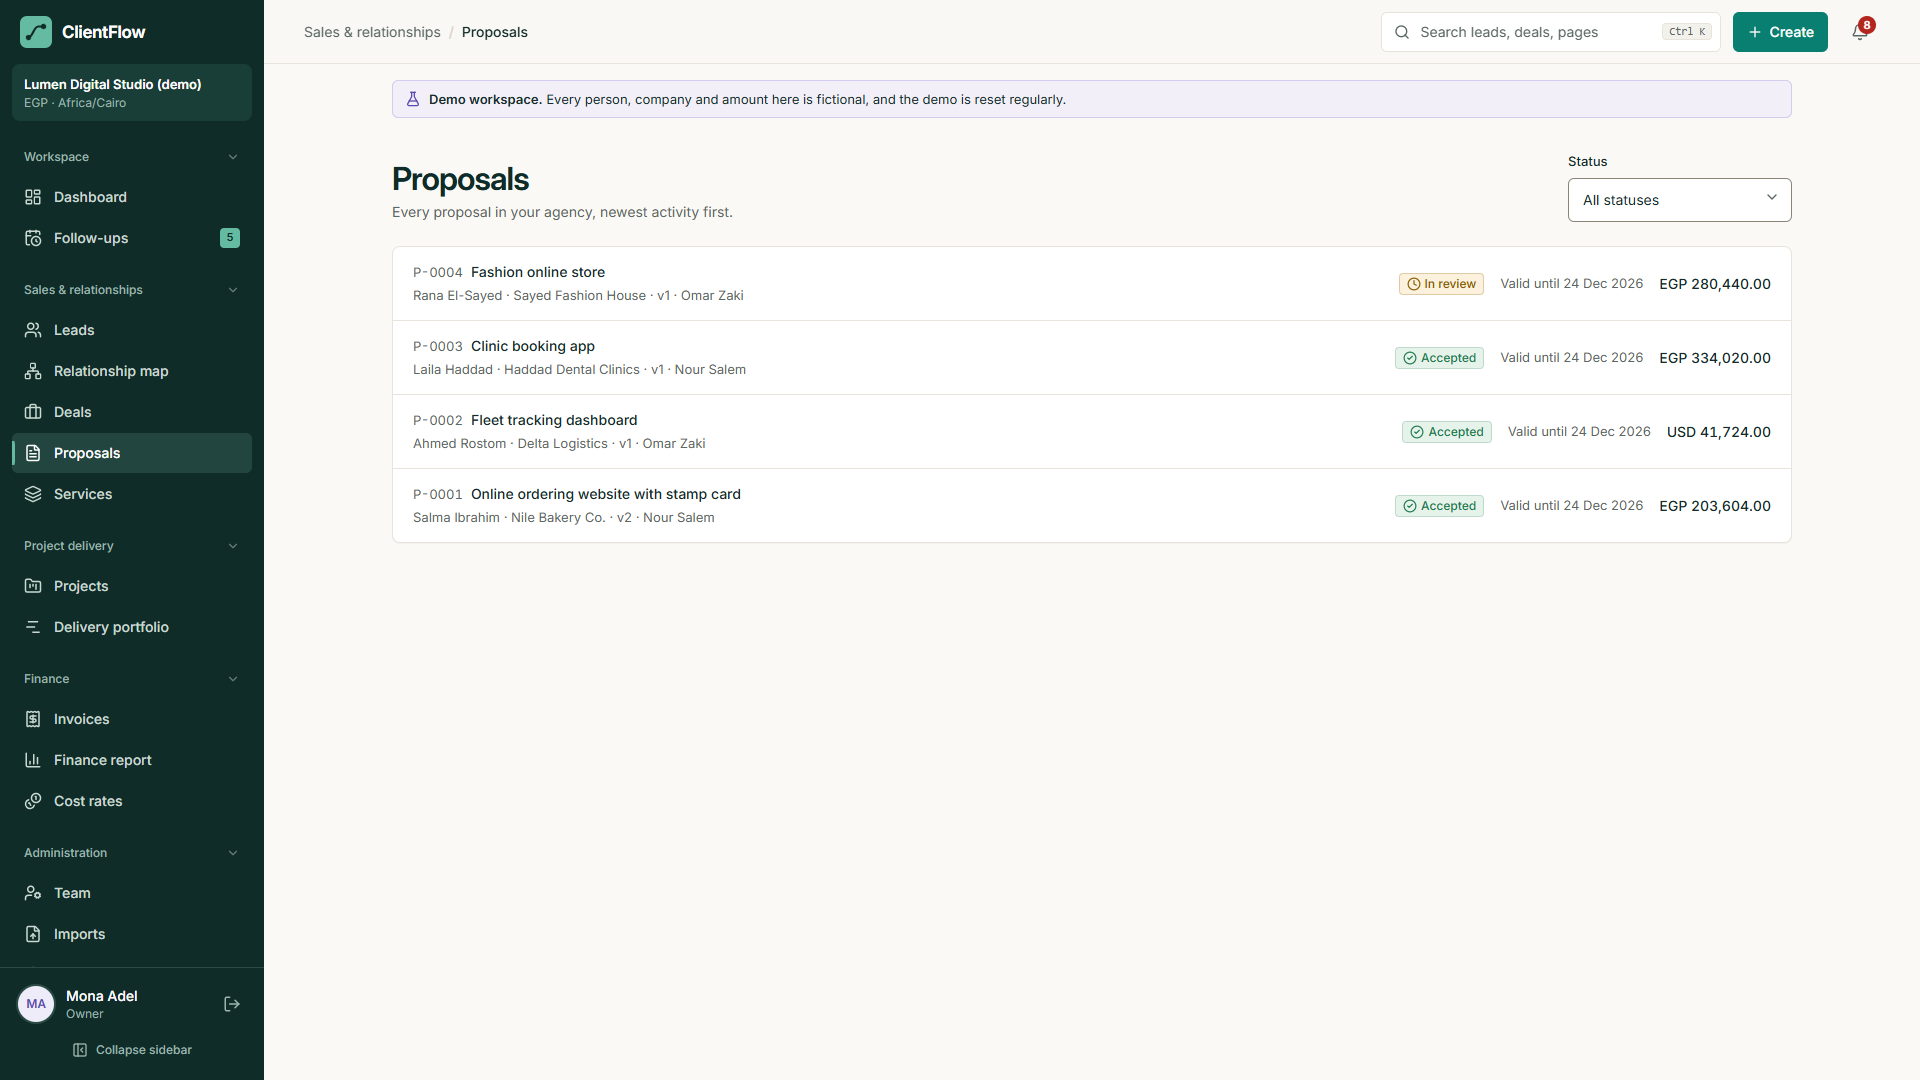 ClientFlow
Lumen Digital Studio (demo)
EGP · Africa/Cairo
Workspace
Dashboard
Follow-ups 5
Sales & relationships
Leads
Relationship map
Deals
Proposals
Services
Project delivery
Projects
Delivery portfolio
Finance
Invoices
Finance report
Cost rates
Administration
Team
Imports
MA
Mona Adel
Owner
Collapse sidebar
Sales & relationships / Proposals
Search leads, deals, pages Ctrl K
+ Create
8
Demo workspace. Every person, company and amount here is fictional, and the demo is reset regularly.
Proposals
Every proposal in your agency, newest activity first.
Status
All statuses
P-0004 Fashion online store
Rana El-Sayed · Sayed Fashion House · v1 · Omar Zaki
In review Valid until 24 Dec 2026 EGP 280,440.00
P-0003 Clinic booking app
Laila Haddad · Haddad Dental Clinics · v1 · Nour Salem
Accepted Valid until 24 Dec 2026 EGP 334,020.00
P-0002 Fleet tracking dashboard
Ahmed Rostom · Delta Logistics · v1 · Omar Zaki
Accepted Valid until 24 Dec 2026 USD 41,724.00
P-0001 Online ordering website with stamp card
Salma Ibrahim · Nile Bakery Co. · v2 · Nour Salem
Accepted Valid until 24 Dec 2026 EGP 203,604.00